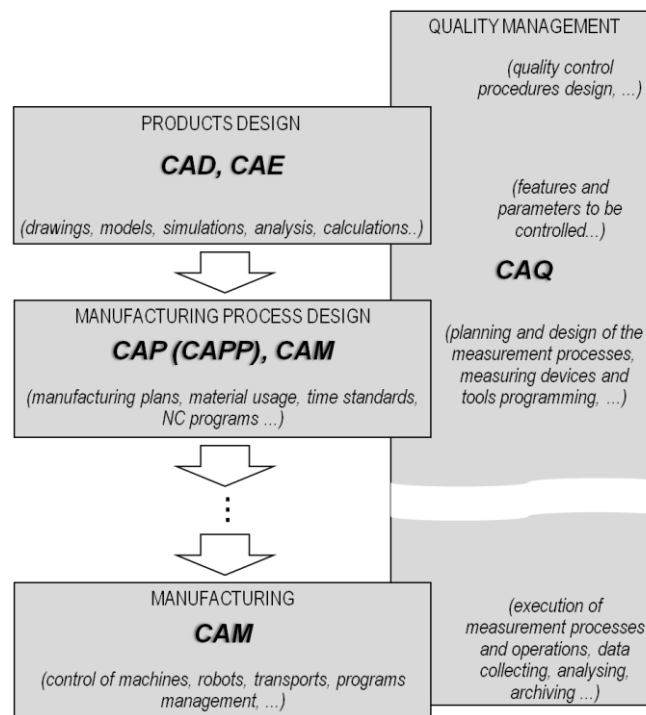 QUALITY MANAGEMENT
(quality control
procedures design, ...)
PRODUCTS DESIGN
CAD, CAE
(drawings, models, simulations, analysis, calculations..)
(features and
parameters to be
controlled...)
CAQ
MANUFACTURING PROCESS DESIGN
CAP (CAPP), CAM
(manufacturing plans, material usage, time standards,
NC programs ...)
(planning and design of the
measurement processes,
measuring devices and
tools programming, ...)
MANUFACTURING
CAM
(control of machines, robots, transports, programs
management, ...)
(execution of
measurement processes
and operations, data
collecting, analysing,
archiving ...)